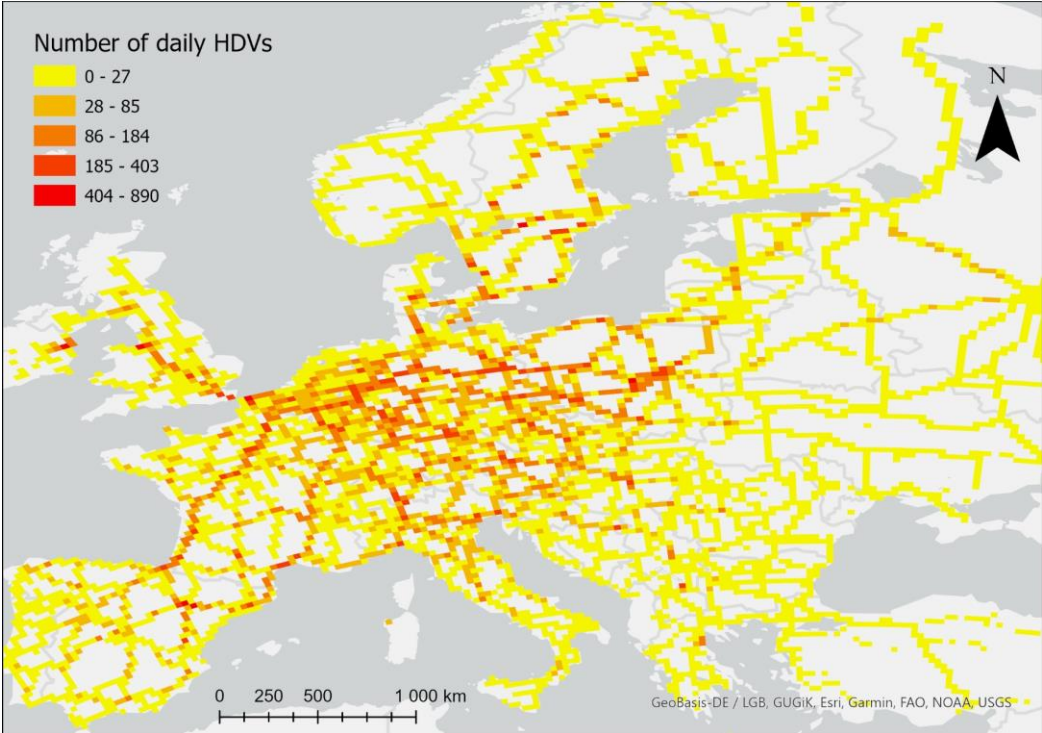 Number of daily HDVs
0 - 27
28 - 85
86 - 184
185 - 403
404 - 890
N
0 250 500 1 000 km
GeoBasis-DE / LGB, GUGiK, Esri, Garmin, FAO, NOAA, USGS